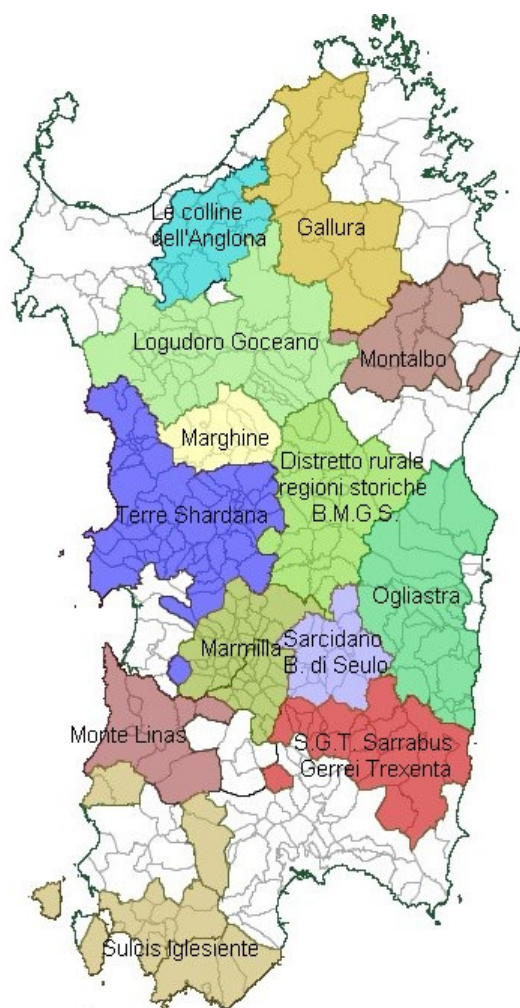 Le colline
dell'Anglona
Gallura
Logudoro Goceano
Montalbo
Marghine
Distretto rurale
regioni storiche
B.M.G.S.
Terre Shardana
Ogliastra
Marmilla
Sarcidano
B. di Seulo
Monte Linas
S.G.T. Sarrabus
Gerrei Trexenta
Sulcis Iglesiente